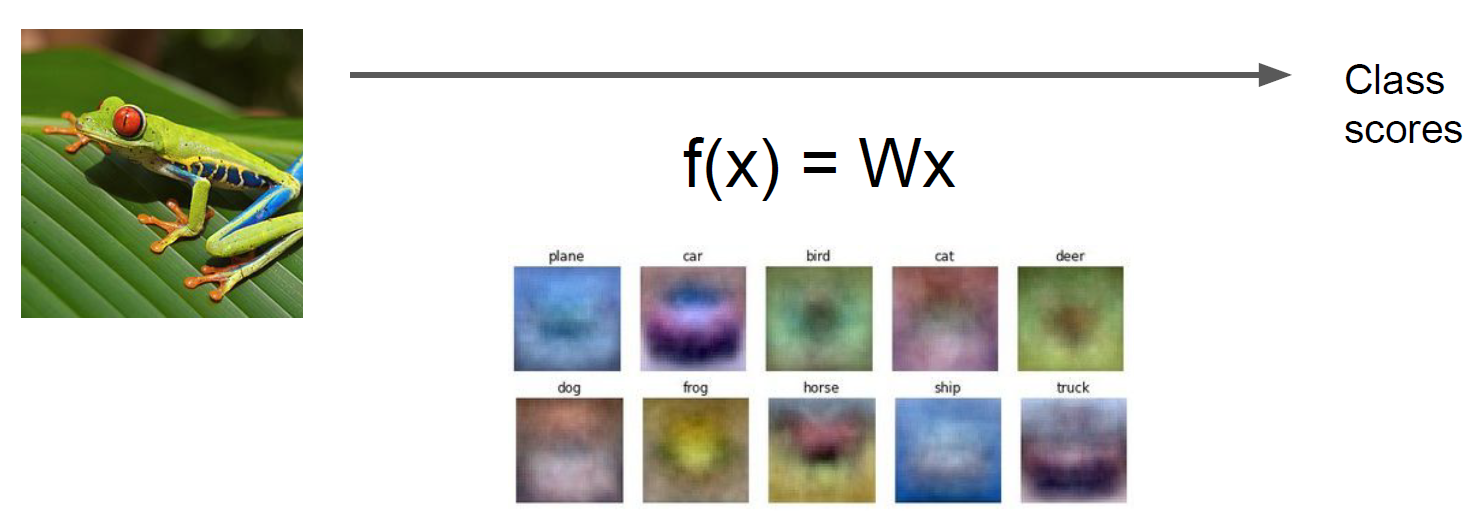 Class
scores
f(x) = Wx
plane car bird cat deer
dog frog horse ship truck